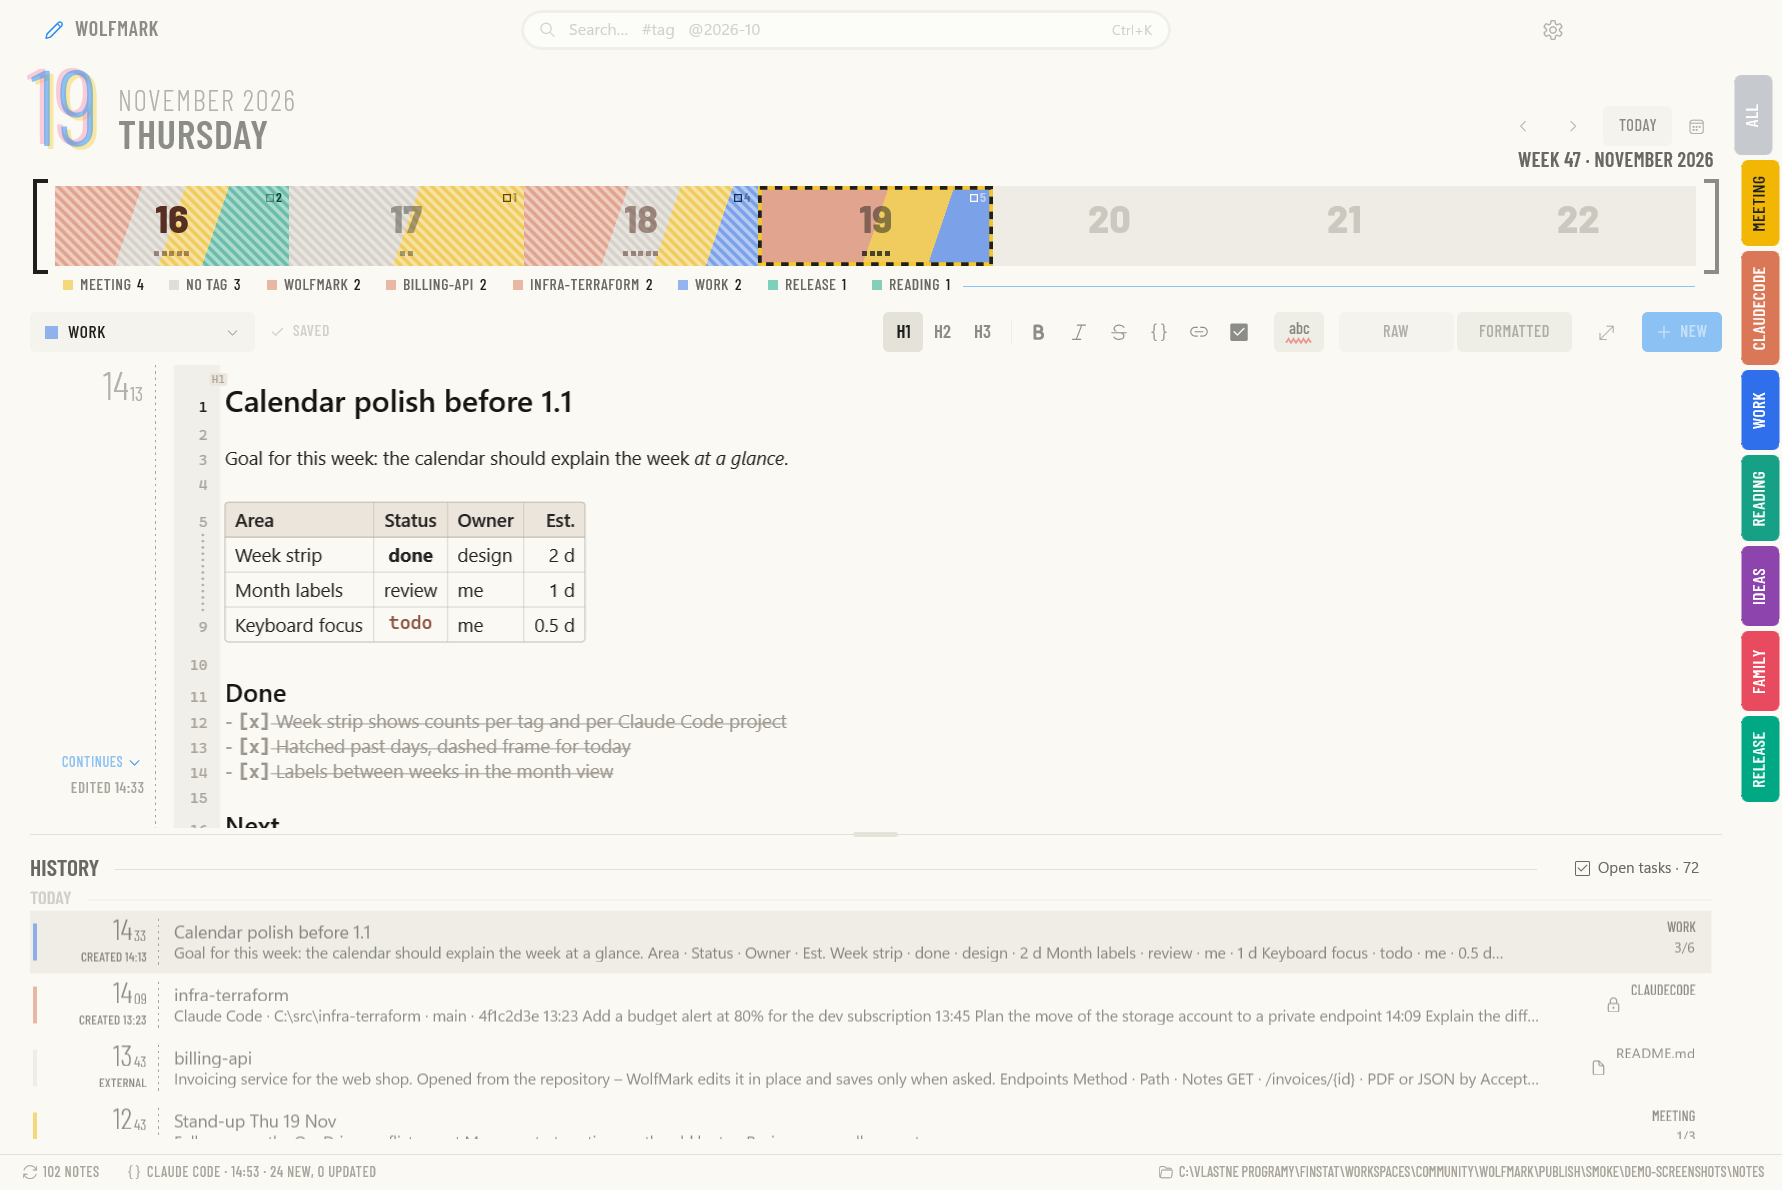 WOLFMARK
Search... #tag @2026-10 Ctrl+K
19
NOVEMBER 2026
THURSDAY
TODAY
WEEK 47 · NOVEMBER 2026
16 2
17 1
18 4
19 5
20
21
22
MEETING 4 NO TAG 3 WOLFMARK 2 BILLING-API 2 INFRA-TERRAFORM 2 WORK 2 RELEASE 1 READING 1
WORK SAVED H1 H2 H3 B I S {} abc RAW FORMATTED + NEW
14 13
H1
1 Calendar polish before 1.1
2
3 Goal for this week: the calendar should explain the week at a glance.
4
5 Area Status Owner Est.
Week strip done design 2 d
Month labels review me 1 d
9 Keyboard focus todo me 0.5 d
10
11 Done
12 - [x] Week strip shows counts per tag and per Claude Code project
13 - [x] Hatched past days, dashed frame for today
14 - [x] Labels between weeks in the month view
15
16 Next
CONTINUES
EDITED 14:33
ALL
MEETING
CLAUDECODE
WORK
READING
IDEAS
FAMILY
RELEASE
HISTORY Open tasks · 72
TODAY
14 33 Calendar polish before 1.1 WORK
CREATED 14:13 Goal for this week: the calendar should explain the week at a glance. Area · Status · Owner · Est. Week strip · done · design · 2 d Month labels · review · me · 1 d Keyboard focus · todo · me · 0.5 d... 3/6
14 09 infra-terraform CLAUDECODE
CREATED 13:23 Claude Code · C:\src\infra-terraform · main · 4f1c2d3e 13:23 Add a budget alert at 80% for the dev subscription 13:45 Plan the move of the storage account to a private endpoint 14:09 Explain the diff...
13 43 billing-api README.md
EXTERNAL Invoicing service for the web shop. Opened from the repository – WolfMark edits it in place and saves only when asked. Endpoints Method · Path · Notes GET · /invoices/{id} · PDF or JSON by Accept...
12 43 Stand-up Thu 19 Nov MEETING
1/3
102 NOTES {} CLAUDE CODE · 14:53 · 24 NEW, 0 UPDATED C:\VLASTNE PROGRAMY\FINSTAT\WORKSPACES\COMMUNITY\WOLFMARK\PUBLISH\SMOKE\DEMO-SCREENSHOTS\NOTES